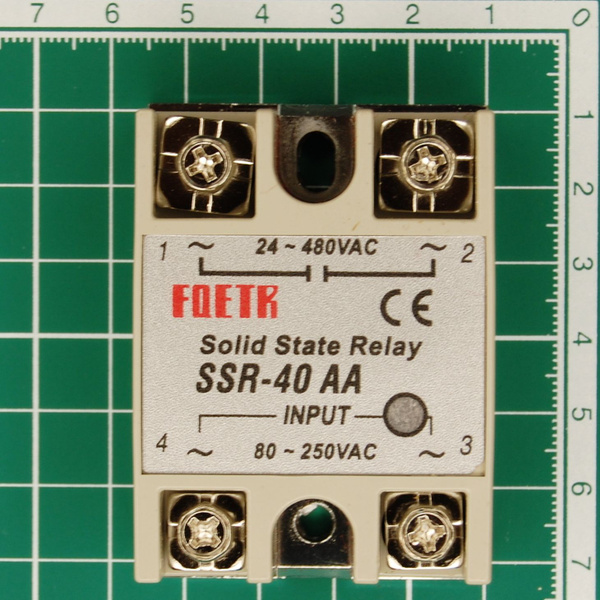 7 6 5 4 3 2 1 0
1
2
3
4
5
6
7
1 ~ 24 ~ 480VAC ~ 2
FQETR CE
Solid State Relay
SSR-40 AA
INPUT
4 ~ 80 ~ 250VAC ~ 3